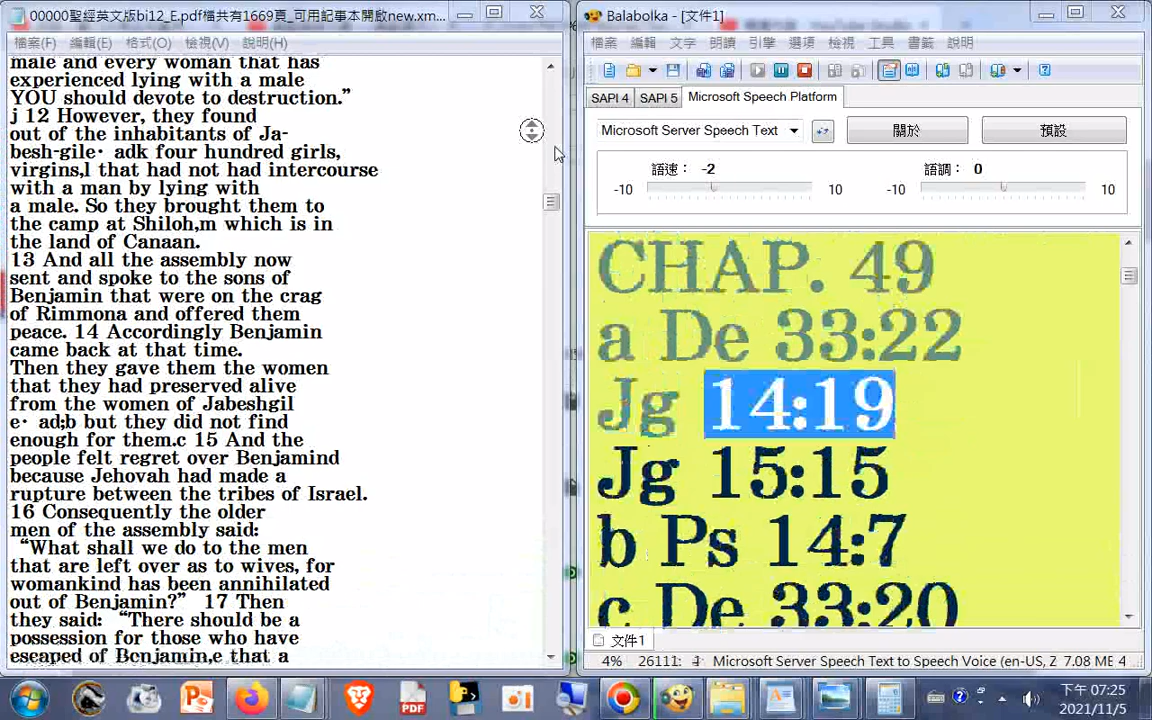 00000聖經英文版bi12_E.pdf檔共有1669頁_可用記事本開啟new.xm...
檔案(F) 編輯(E) 格式(O) 檢視(V) 說明(H)
male and every woman that has
experienced lying with a male
YOU should devote to destruction.”
j 12 However, they found
out of the inhabitants of Ja-
besh-gile· adk four hundred girls,
virgins,l that had not had intercourse
with a man by lying with
a male. So they brought them to
the camp at Shiloh,m which is in
the land of Canaan.
13 And all the assembly now
sent and spoke to the sons of
Benjamin that were on the crag
of Rimmona and offered them
peace. 14 Accordingly Benjamin
came back at that time.
Then they gave them the women
that they had preserved alive
from the women of Jabeshgil
e· ad;b but they did not find
enough for them.c 15 And the
people felt regret over Benjamind
because Jehovah had made a
rupture between the tribes of Israel.
16 Consequently the older
men of the assembly said:
“What shall we do to the men
that are left over as to wives, for
womankind has been annihilated
out of Benjamin?” 17 Then
they said: “There should be a
possession for those who have
escaped of Benjamin,e that a
Balabolka - [文件1]
檔案 編輯 文字 朗讀 引擎 選項 檢視 工具 書籤 說明
SAPI 4 SAPI 5 Microsoft Speech Platform
Microsoft Server Speech Text 關於 預設
語速: -2 語調: 0
-10 10 -10 10
CHAP. 49
a De 33:22
Jg 14:19
Jg 15:15
b Ps 14:7
c De 33:20
文件1
4% 26111: Microsoft Server Speech Text to Speech Voice (en-US, Z 7.08 ME 4
PDF
下午 07:25
2021/11/5